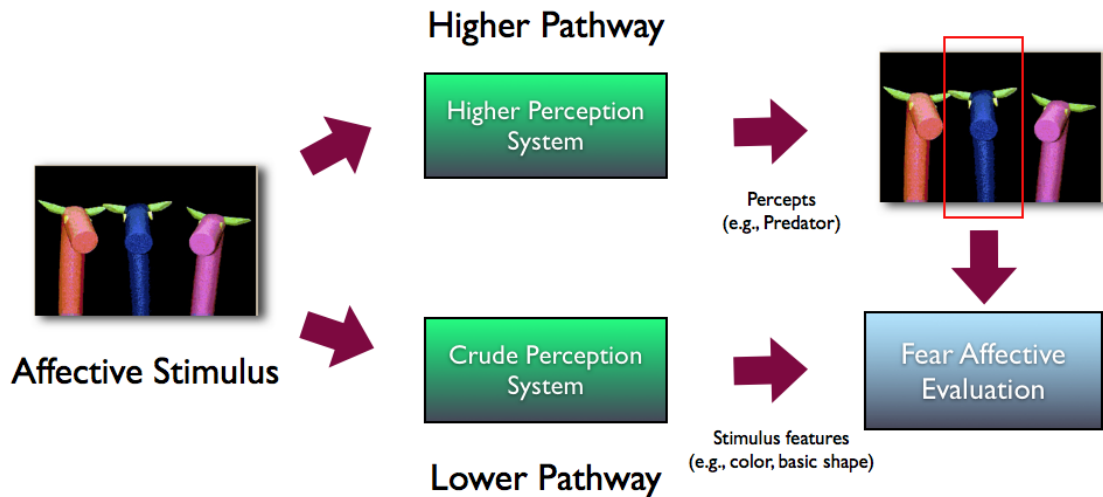 Higher Pathway
Higher Perception
System
Percepts
(e.g., Predator)
Affective Stimulus
Crude Perception
System
Stimulus features
(e.g., color, basic shape)
Fear Affective
Evaluation
Lower Pathway